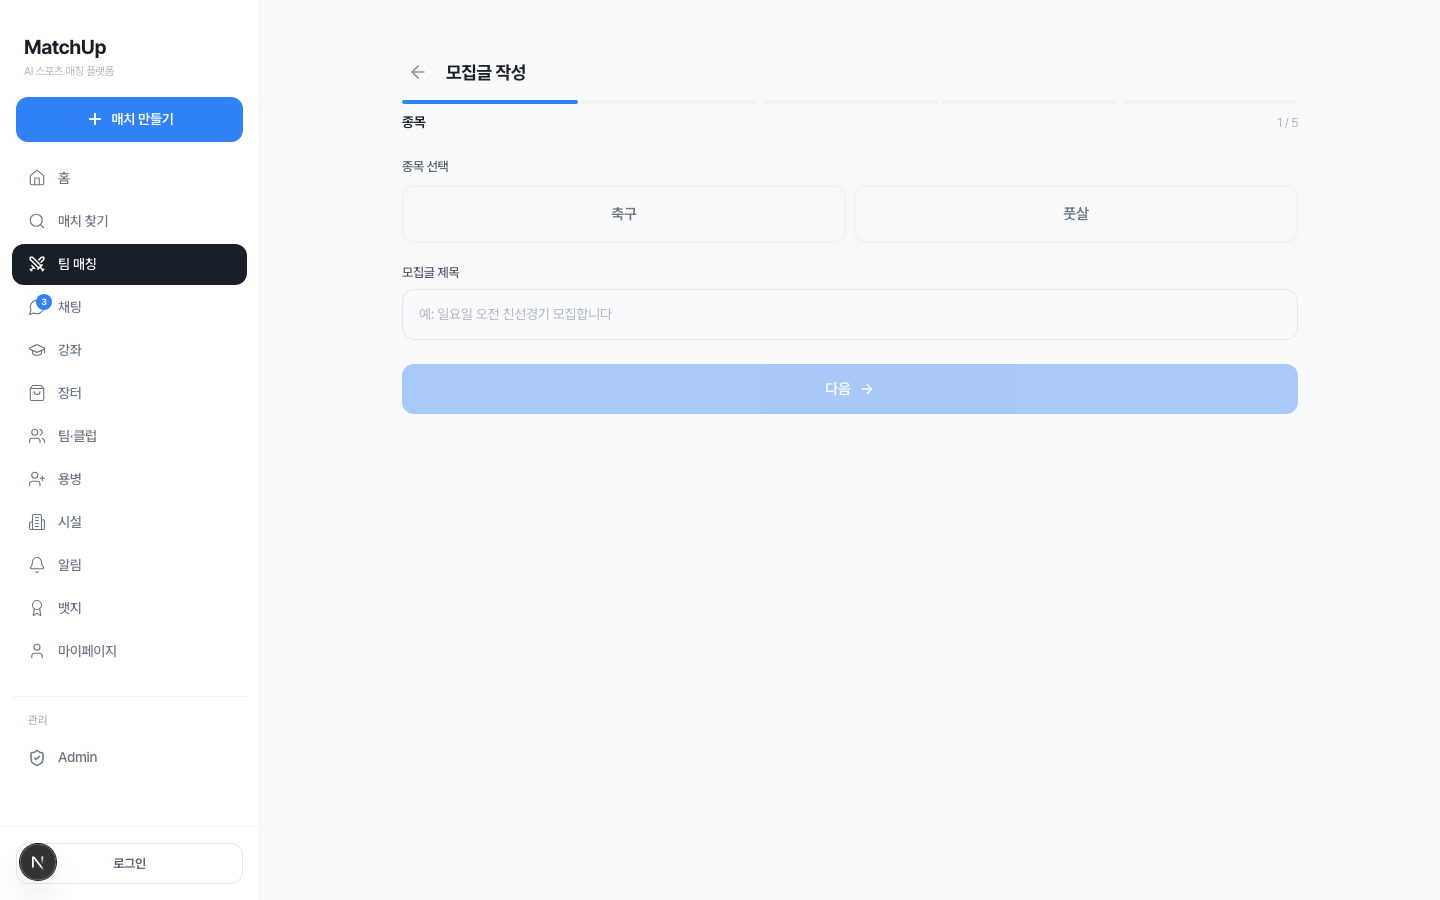 MatchUp
AI 스포츠 매칭 플랫폼
매치 만들기
홈
매치 찾기
팀 매칭
3
채팅
강좌
장터
팀·클럽
용병
시설
알림
뱃지
마이페이지
관리
Admin
N
로그인
모집글 작성
종목
1 / 5
종목 선택
축구
풋살
모집글 제목
예: 일요일 오전 친선경기 모집합니다
다음